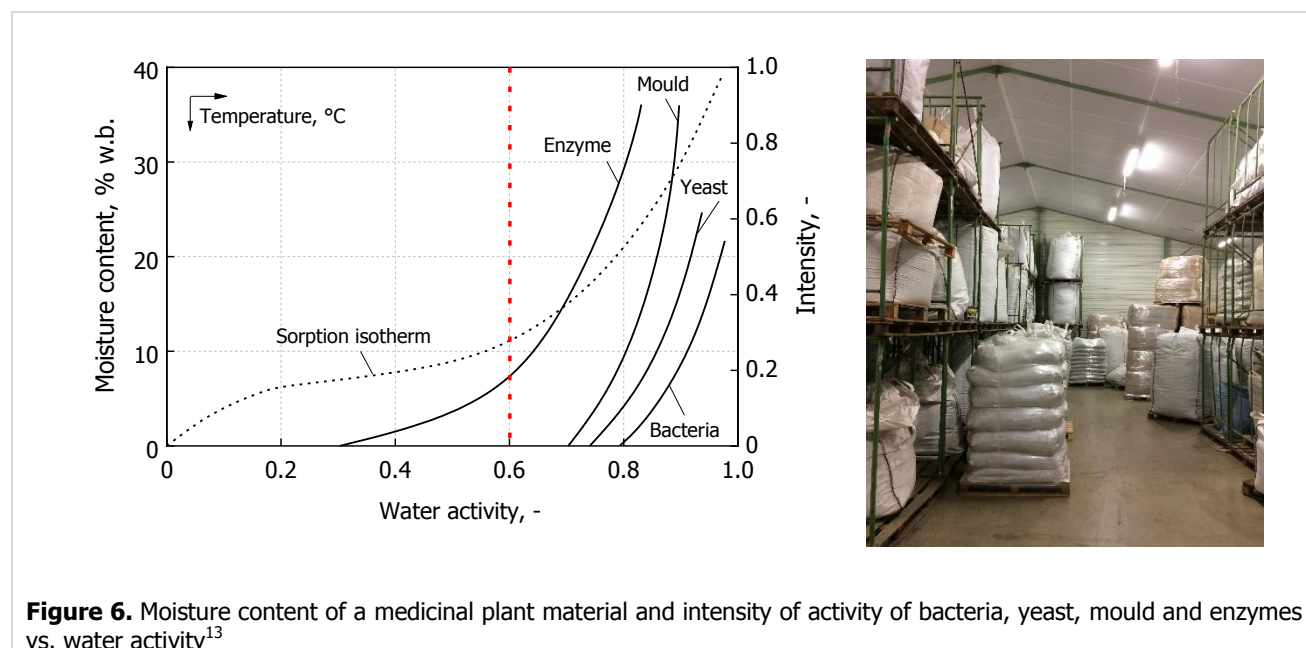 40
1.0
Mould
Temperature, °C
Enzyme
0.8
30
Yeast
0.6
20
Moisture content, % w.b.
Intensity, -
0.4
Sorption isotherm
10
0.2
Bacteria
0
0
0
0.2
0.4
0.6
0.8
1.0
Water activity, -
Figure 6. Moisture content of a medicinal plant material and intensity of activity of bacteria, yeast, mould and enzymes
vs. water activity13